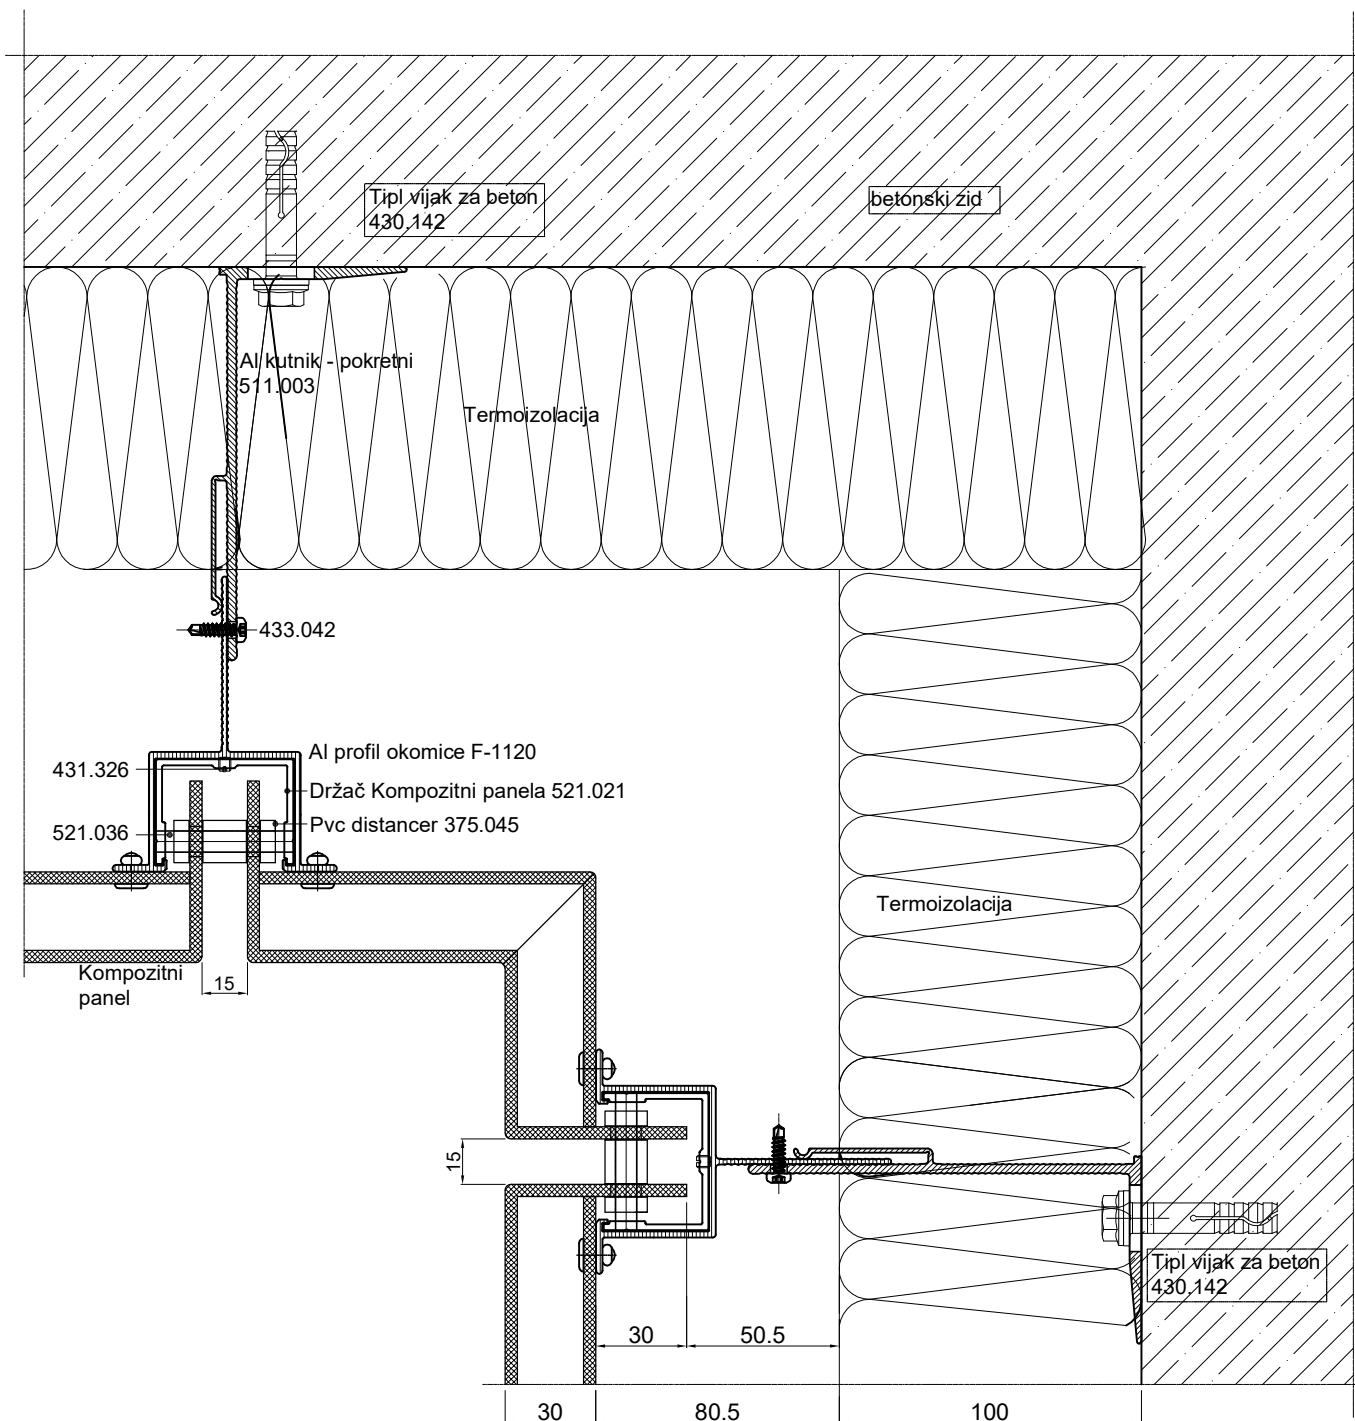 Tipl vijak za beton
430.142
betonski zid
Al kutnik - pokretni
511.003
Termoizolacija
433.042
Al profil okomice F-1120
431.326
Držač Kompozitni panela 521.021
Pvc distancer 375.045
521.036
Termoizolacija
Kompozitni
panel
15
15
Tipl vijak za beton
430.142
30
50.5
30
80.5
100